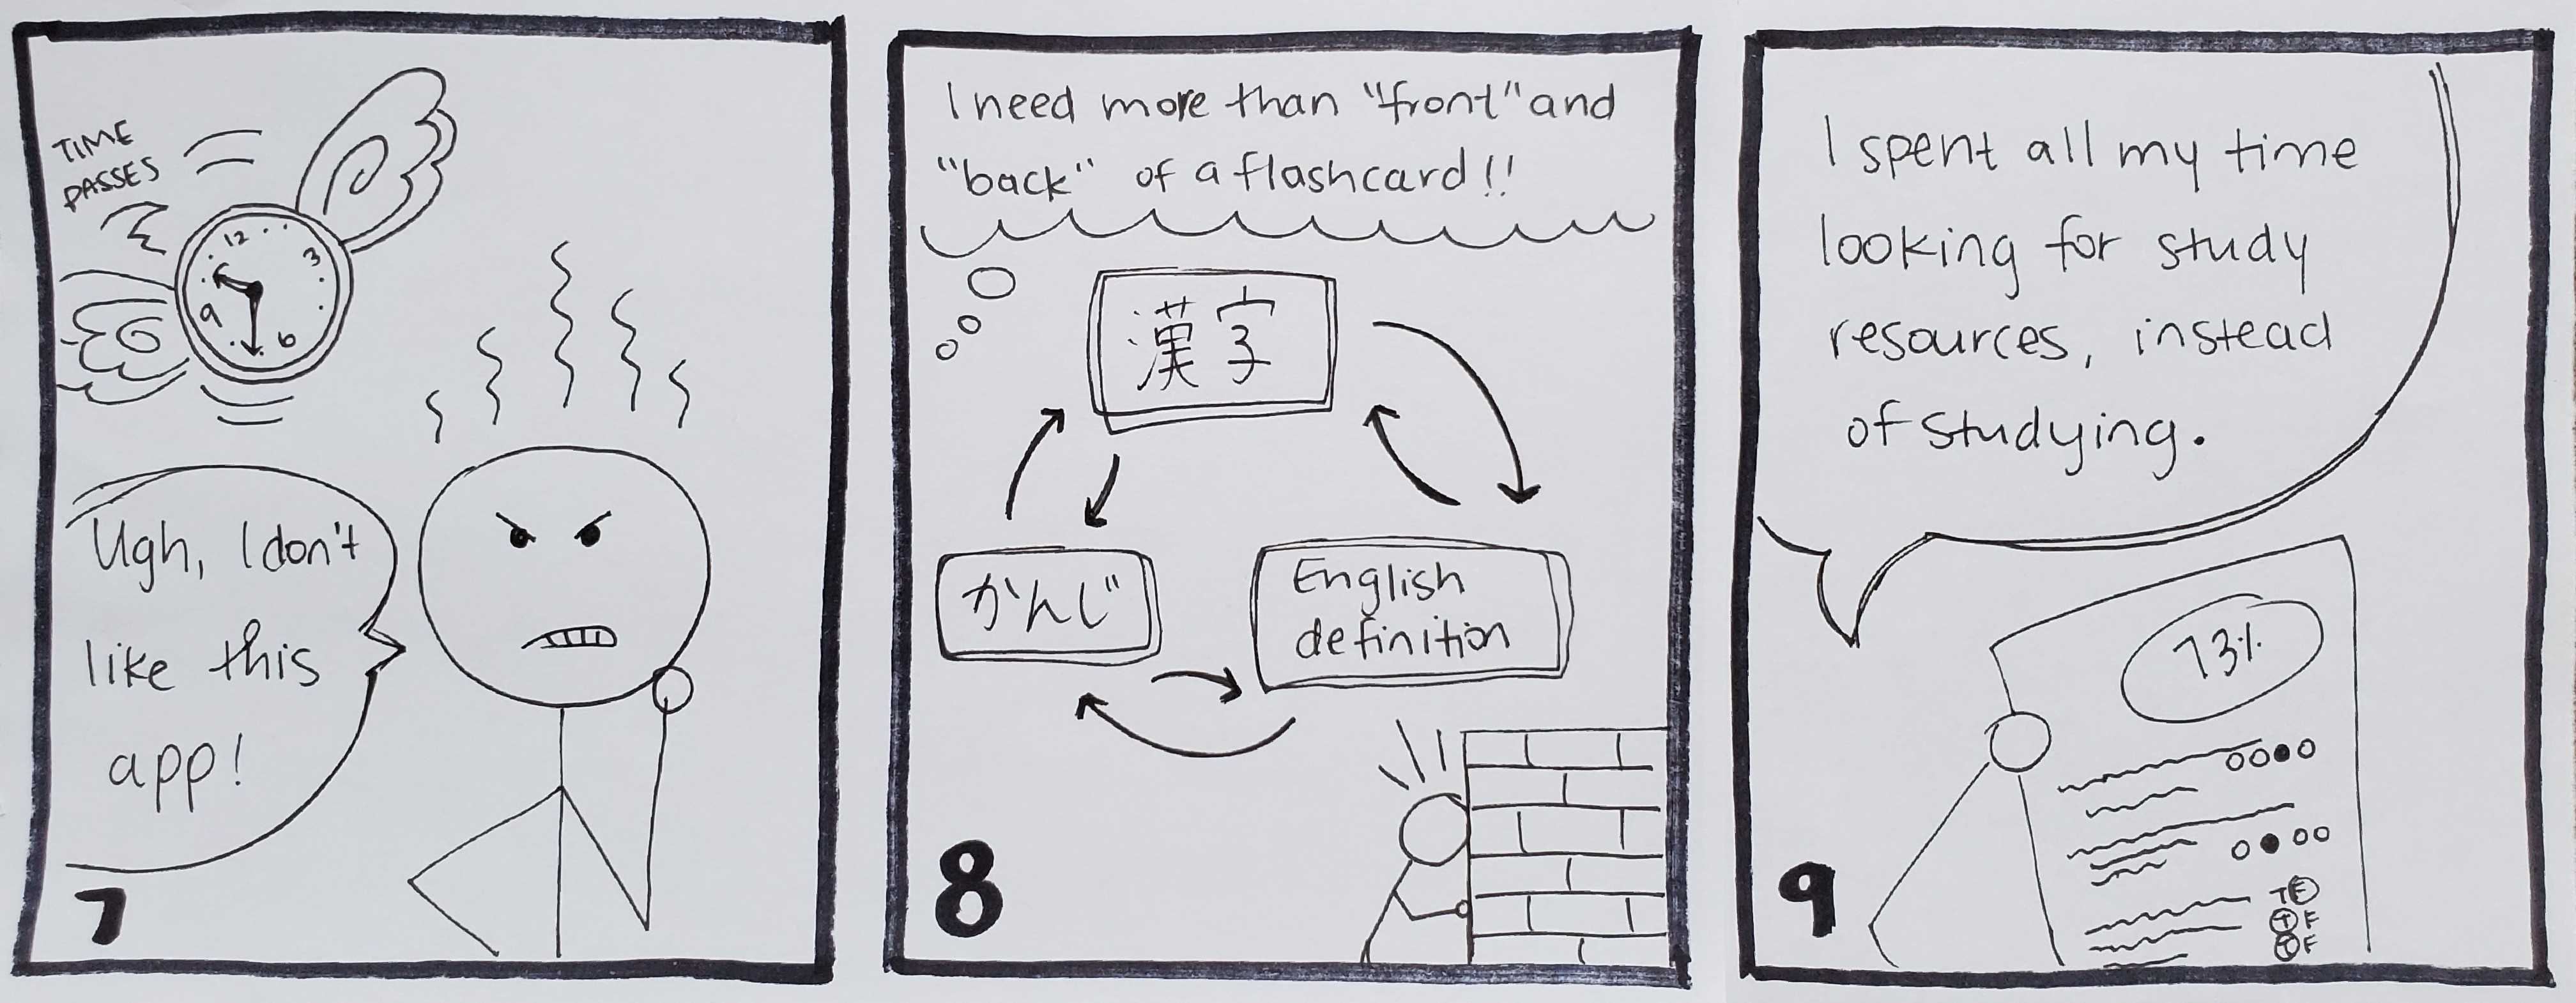 TIME
PASSES
12
3
9
6
Ugh, I don't
like this
app!
7
I need more than "front" and
"back" of a flashcard!!
漢字
かんじ
English
definition
8
I spent all my time
looking for study
resources, instead
of studying.
73%
T F
T F
T F
9